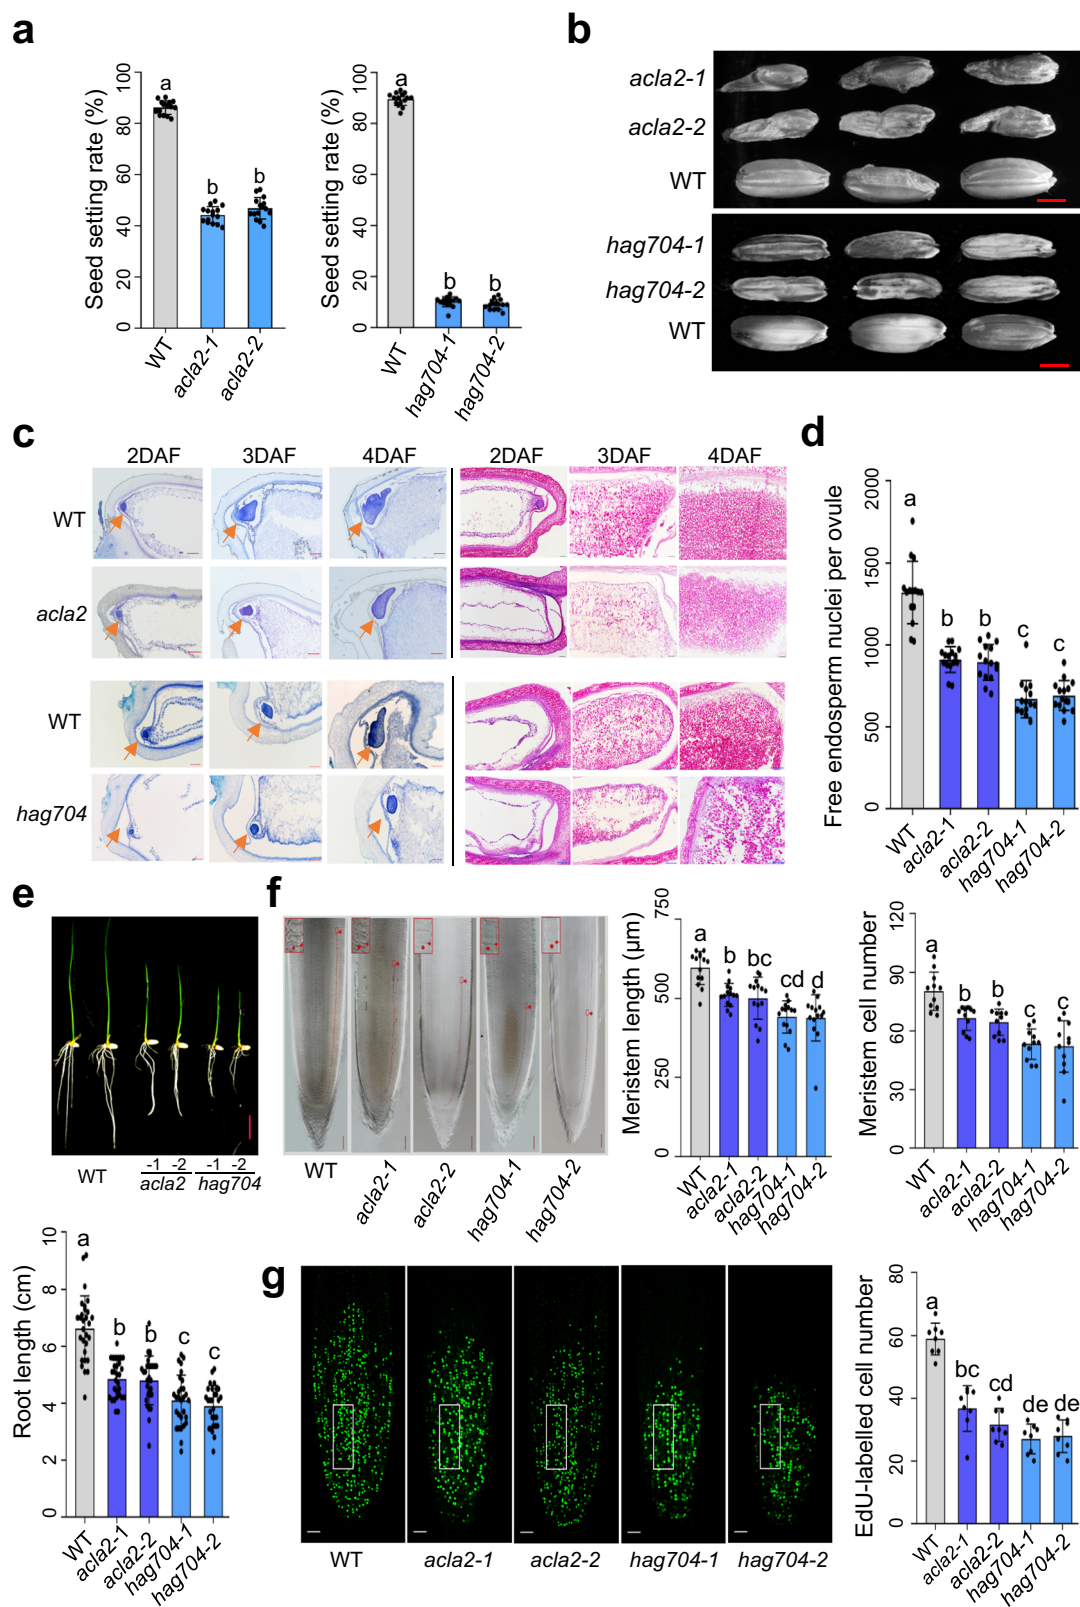 a
Seed setting rate (%)
0
20
40
60
80
100
a
b
b
WT
acla2-1
acla2-2
Seed setting rate (%)
0
20
40
60
80
100
a
b
b
WT
hag704-1
hag704-2
b
acla2-1
acla2-2
WT
hag704-1
hag704-2
WT
c
2DAF 3DAF 4DAF 2DAF 3DAF 4DAF
WT
acla2
WT
hag704
d
Free endosperm nuclei per ovule
0
500
1000
1500
2000
a
b
b
c
c
WT
acla2-1
acla2-2
hag704-1
hag704-2
e
WT
-1 -2
acla2
-1 -2
hag704
Root length (cm)
0
2
4
6
8
10
a
b
b
c
c
WT
acla2-1
acla2-2
hag704-1
hag704-2
f
WT
acla2-1
acla2-2
hag704-1
hag704-2
Meristem length (µm)
0
250
500
750
a
b
bc
cd
d
WT
acla2-1
acla2-2
hag704-1
hag704-2
Meristem cell number
0
30
60
90
120
a
b
b
c
c
WT
acla2-1
acla2-2
hag704-1
hag704-2
g
WT
acla2-1
acla2-2
hag704-1
hag704-2
EdU-labelled cell number
0
20
40
60
80
a
bc
cd
de
de
WT
acla2-1
acla2-2
hag704-1
hag704-2